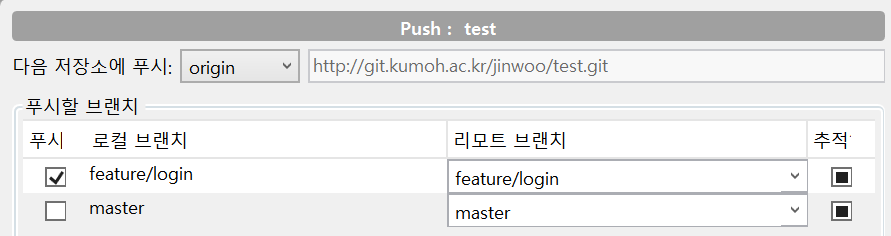 Push : test
다음 저장소에 푸시: origin http://git.kumoh.ac.kr/jinwoo/test.git
푸시할 브랜치
푸시 로컬 브랜치 리모트 브랜치 추적
feature/login feature/login
master master